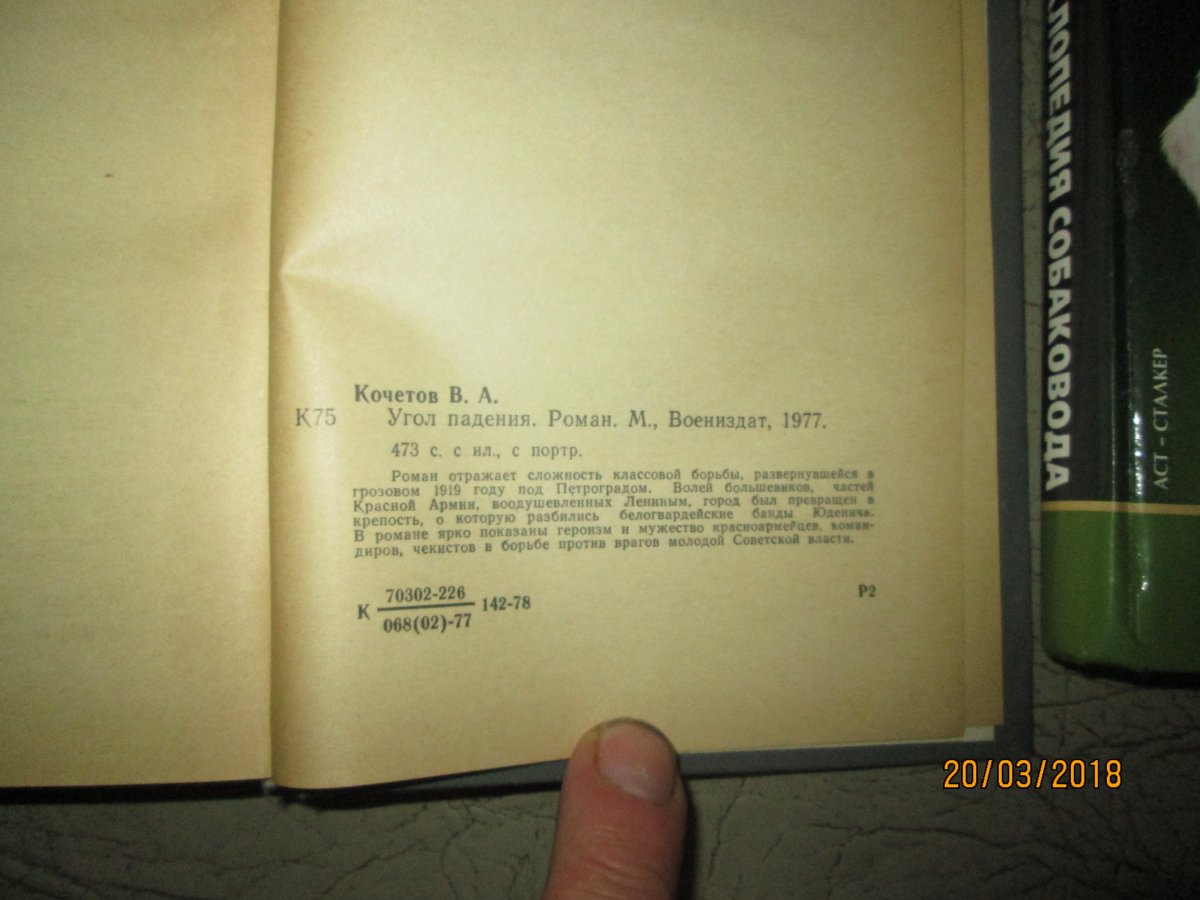 Кочетов В. А.
К75 Угол падения. Роман. М., Воениздат, 1977.
473 с. с ил., с портр.
Роман отражает сложность классовой борьбы, развернувшейся в
грозовом 1919 году под Петроградом. Волей большевиков, частей
Красной Армии, воодушевленных Лениным, город был превращен в
крепость, о которую разбились белогвардейские банды Юденича.
В романе ярко показаны героизм и мужество красноармейцев, коман-
диров, чекистов в борьбе против врагов молодой Советской власти.
К 70302-226 142-78
068(02)-77
Р2
КЛОПЕДИЯ СОБАКОВОДА
АСТ – СТАЛКЕР
20/03/2018